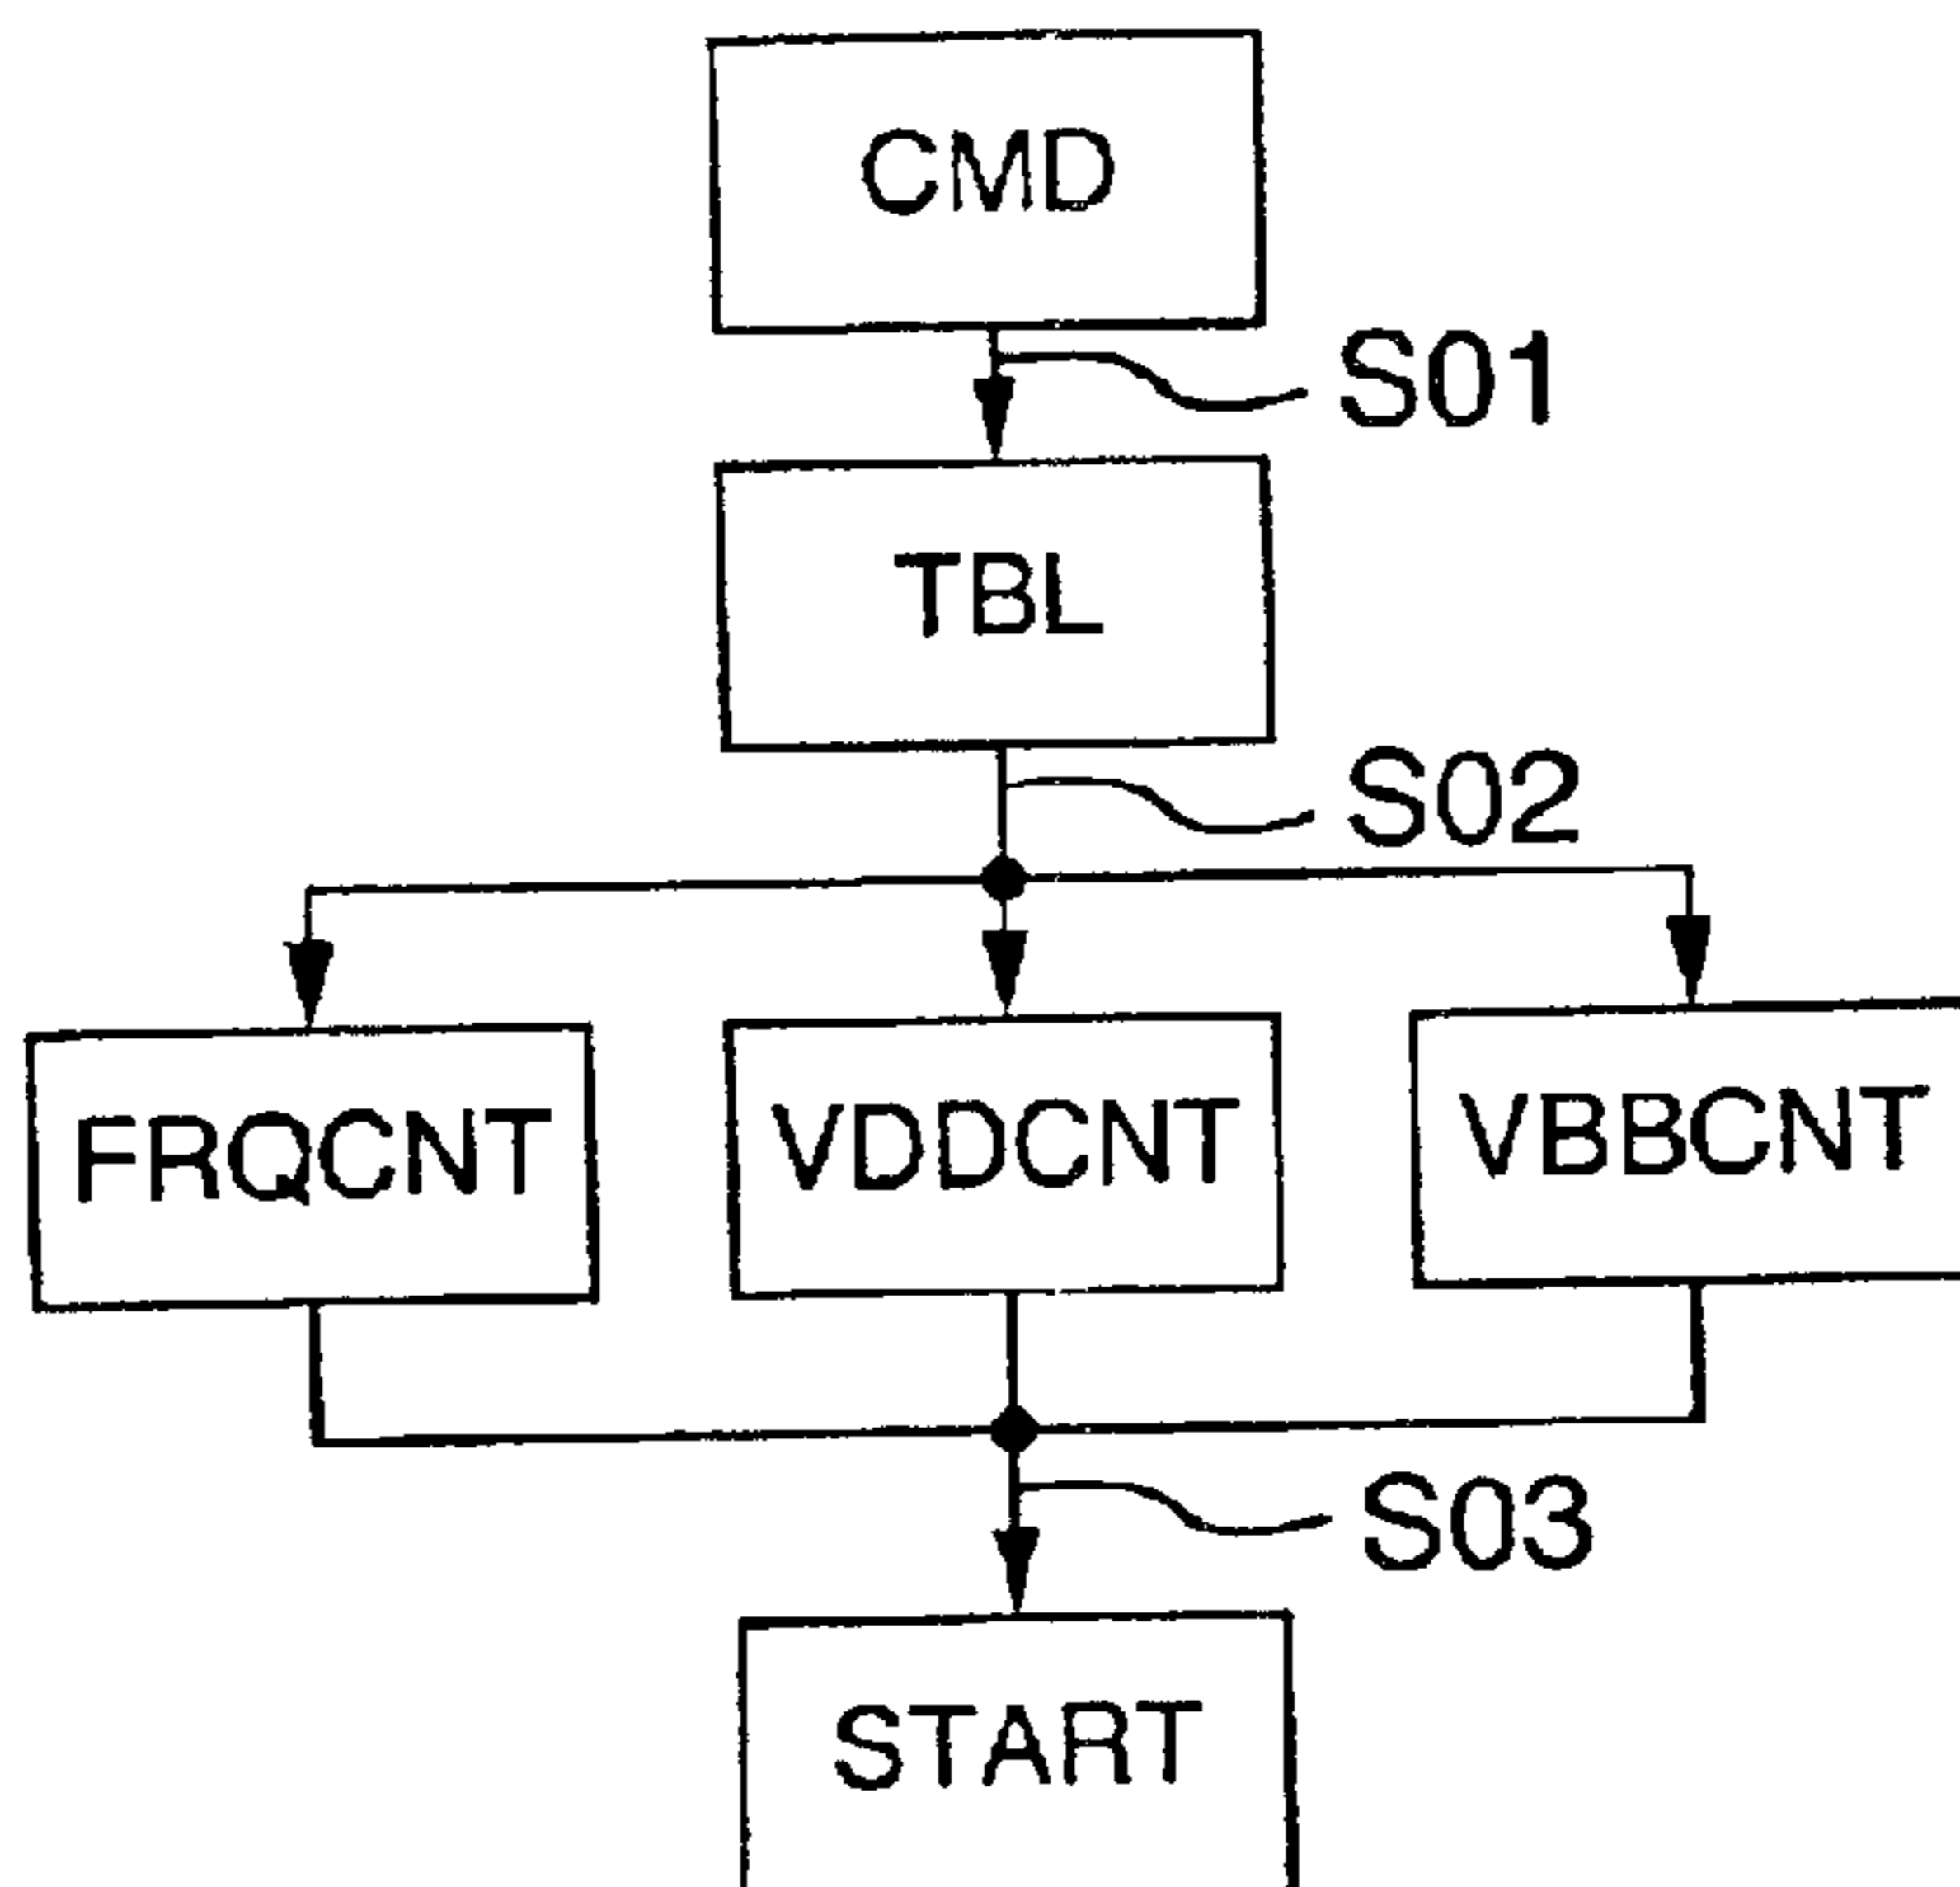 CMD
S01
TBL
S02
FRQCNT
VDDCNT
VBBCNT
S03
START